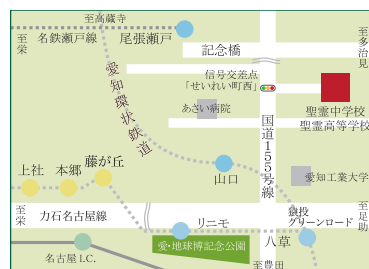 至高蔵寺
至栄
名鉄瀬戸線
尾張瀬戸
記念橋
至多治見
愛知環状鉄道
信号交差点
「せいれい町西」
あさい病院
聖霊中学校
聖霊高等学校
国道155号線
藤が丘
上社
本郷
山口
愛知工業大学
至栄
力石名古屋線
リニモ
猿投
グリーンロード
至足助
愛・地球博記念公園
八草
名古屋I.C.
至豊田